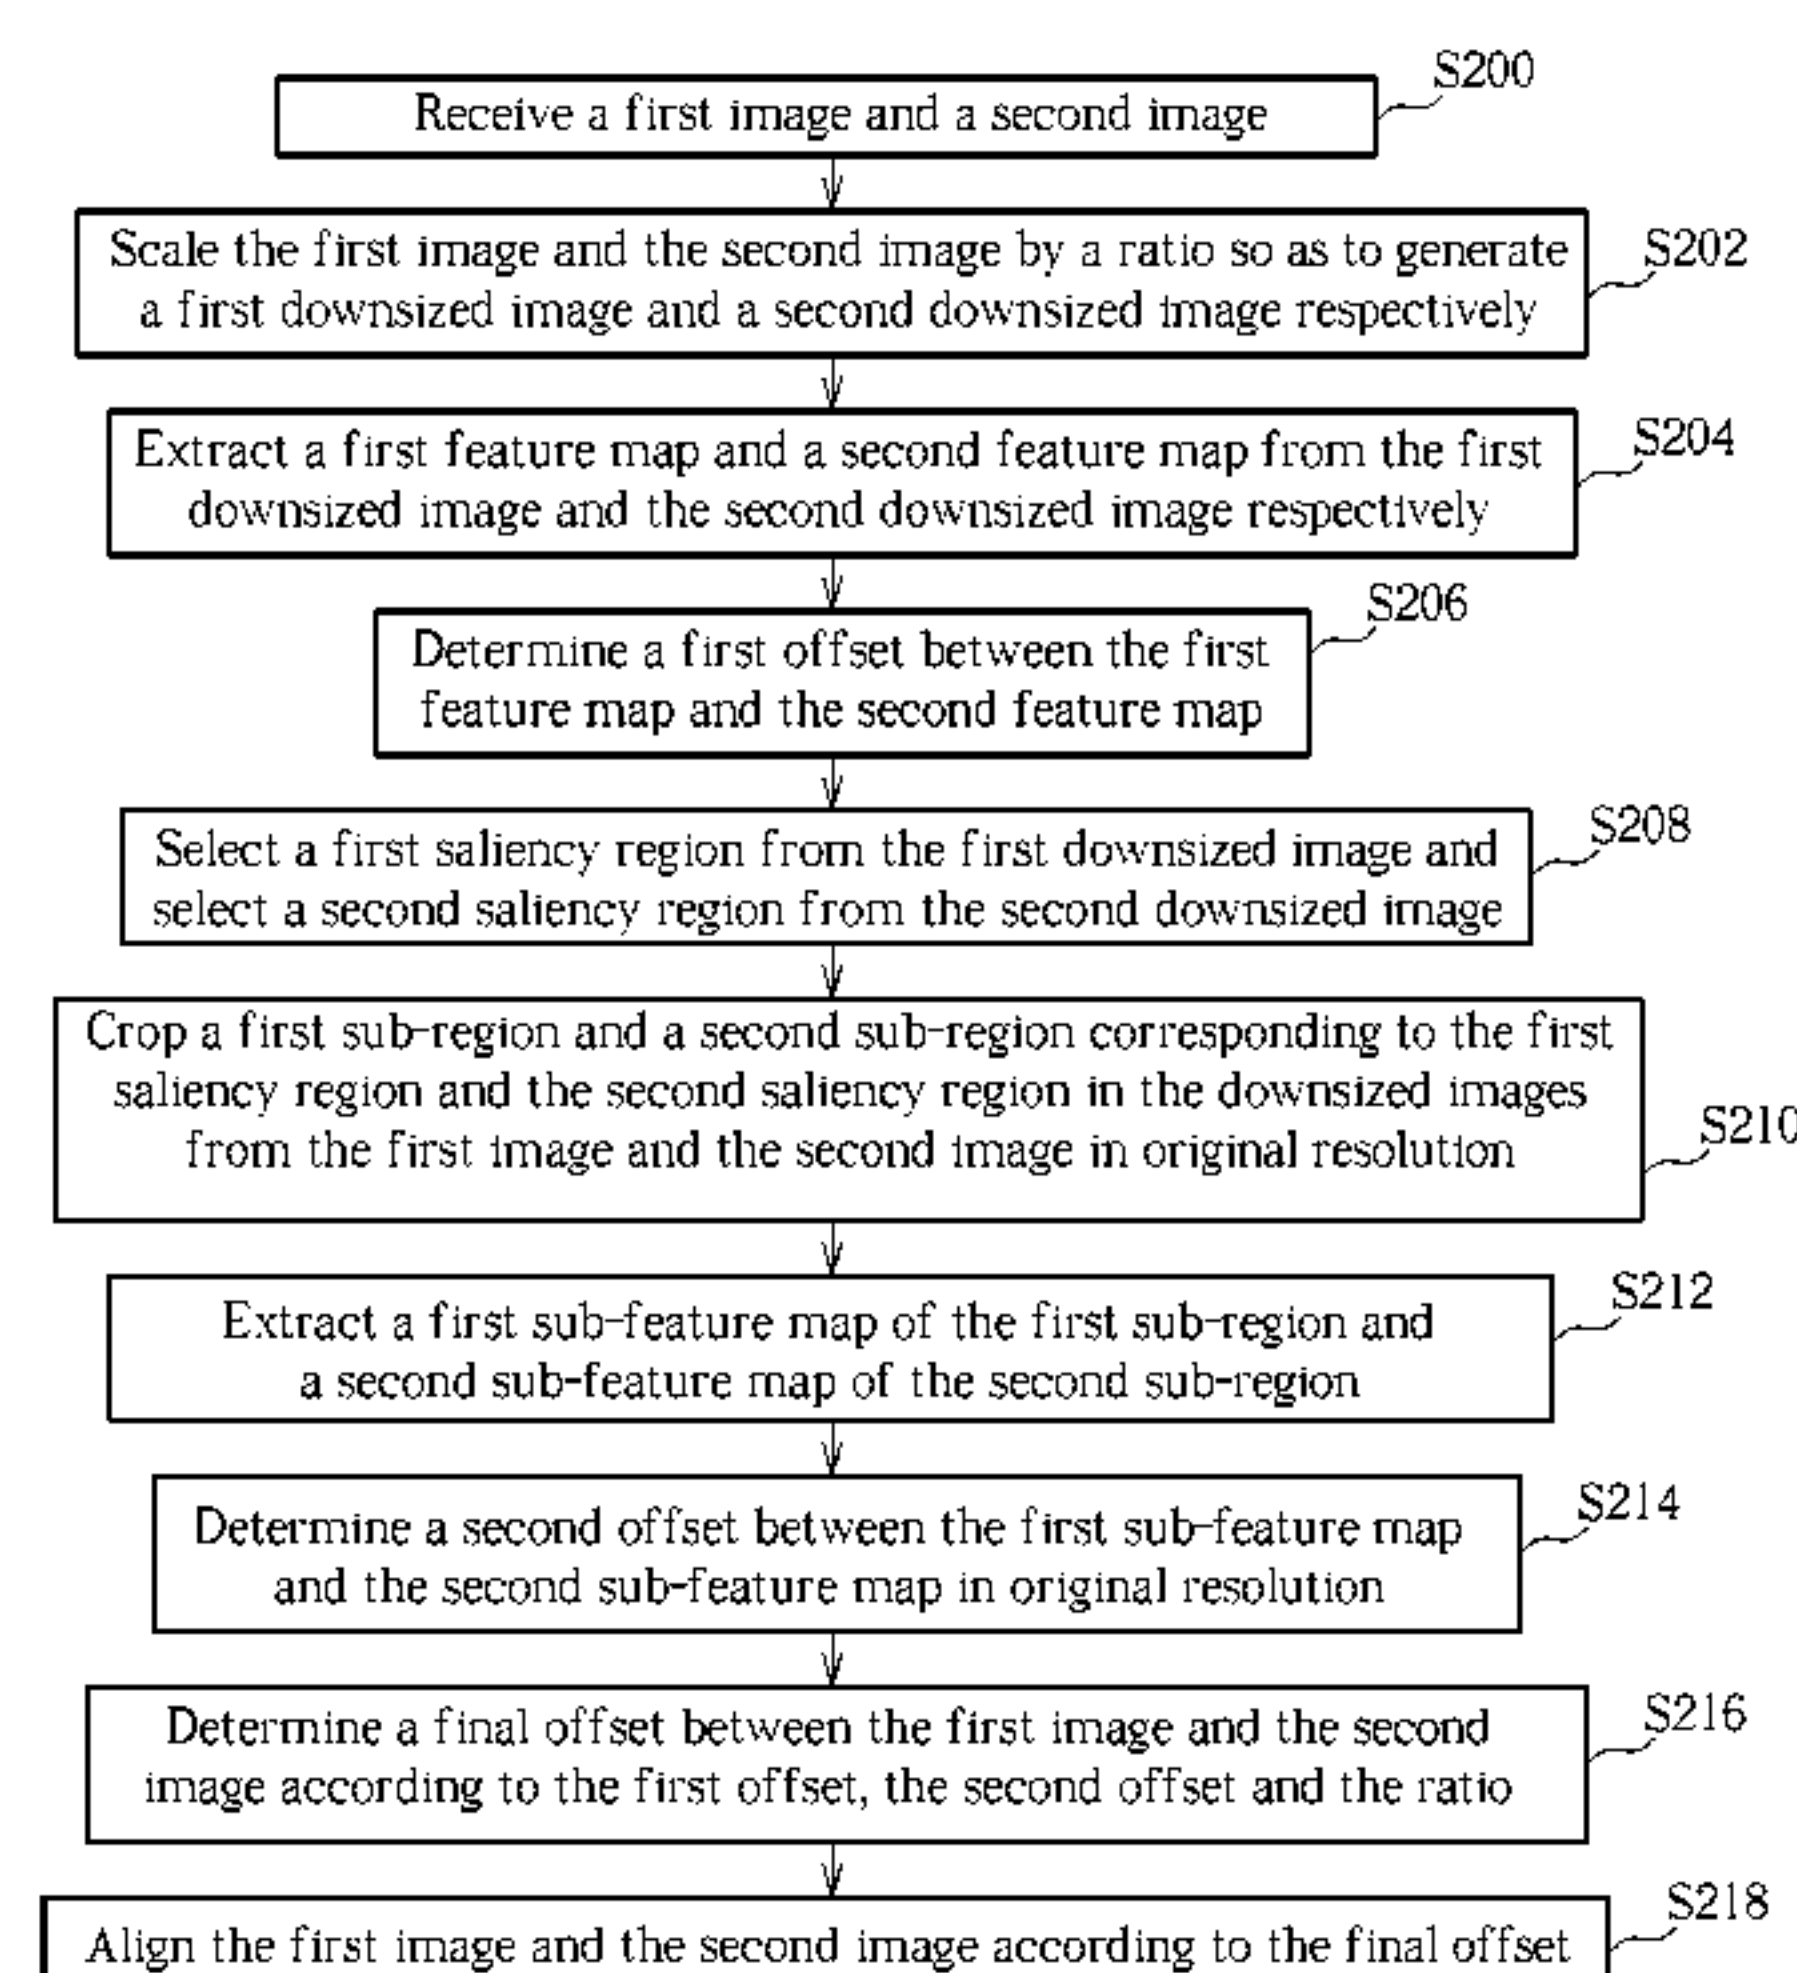 S200
Receive a first image and a second image
S202
Scale the first image and the second image by a ratio so as to generate
a first downsized image and a second downsized image respectively
S204
Extract a first feature map and a second feature map from the first
downsized image and the second downsized image respectively
S206
Determine a first offset between the first
feature map and the second feature map
S208
Select a first saliency region from the first downsized image and
select a second saliency region from the second downsized image
Crop a first sub-region and a second sub-region corresponding to the first
saliency region and the second saliency region in the downsized images
from the first image and the second image in original resolution
S210
S212
Extract a first sub-feature map of the first sub-region and
a second sub-feature map of the second sub-region
S214
Determine a second offset between the first sub-feature map
and the second sub-feature map in original resolution
S216
Determine a final offset between the first image and the second
image according to the first offset, the second offset and the ratio
S218
Align the first image and the second image according to the final offset